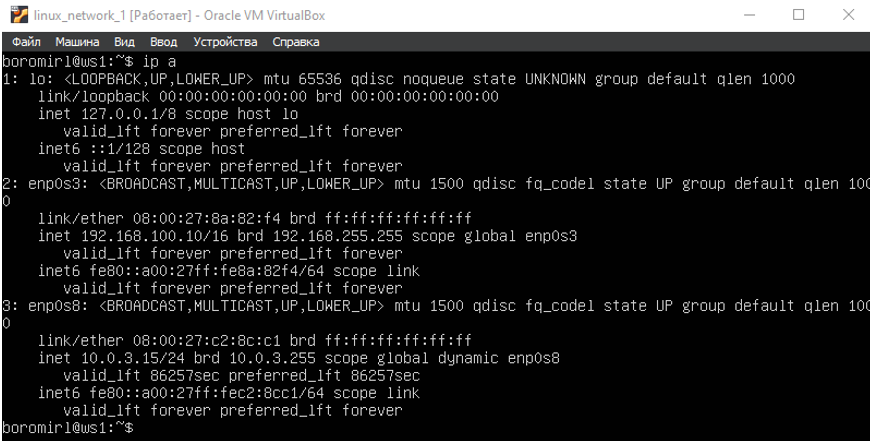 linux_network_1 [Работает] - Oracle VM VirtualBox
Файл Машина Вид Ввод Устройства Справка
boromirl@ws1:~$ ip a
1: lo: <LOOPBACK,UP,LOWER_UP> mtu 65536 qdisc noqueue state UNKNOWN group default qlen 1000
    link/loopback 00:00:00:00:00:00 brd 00:00:00:00:00:00
    inet 127.0.0.1/8 scope host lo
       valid_lft forever preferred_lft forever
    inet6 ::1/128 scope host
       valid_lft forever preferred_lft forever
2: enp0s3: <BROADCAST,MULTICAST,UP,LOWER_UP> mtu 1500 qdisc fq_codel state UP group default qlen 100
0
    link/ether 08:00:27:8a:82:f4 brd ff:ff:ff:ff:ff:ff
    inet 192.168.100.10/16 brd 192.168.255.255 scope global enp0s3
       valid_lft forever preferred_lft forever
    inet6 fe80::a00:27ff:fe8a:82f4/64 scope link
       valid_lft forever preferred_lft forever
3: enp0s8: <BROADCAST,MULTICAST,UP,LOWER_UP> mtu 1500 qdisc fq_codel state UP group default qlen 100
0
    link/ether 08:00:27:c2:8c:c1 brd ff:ff:ff:ff:ff:ff
    inet 10.0.3.15/24 brd 10.0.3.255 scope global dynamic enp0s8
       valid_lft 86257sec preferred_lft 86257sec
    inet6 fe80::a00:27ff:fec2:8cc1/64 scope link
       valid_lft forever preferred_lft forever
boromirl@ws1:~$